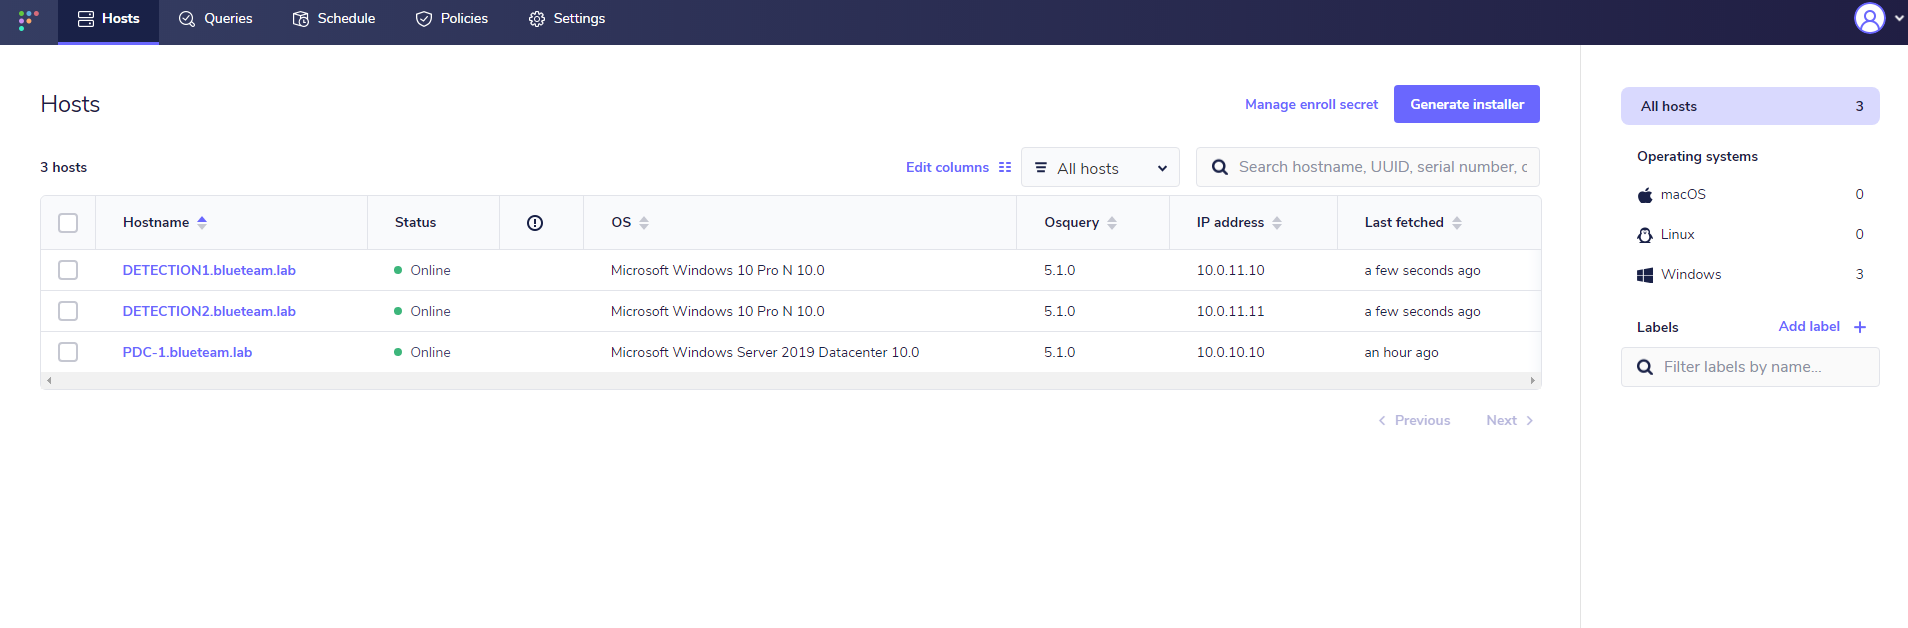 Hosts Queries Schedule Policies Settings
Hosts
Manage enroll secret Generate installer
3 hosts
Edit columns All hosts Search hostname, UUID, serial number, c
Hostname Status OS Osquery IP address Last fetched
DETECTION1.blueteam.lab Online Microsoft Windows 10 Pro N 10.0 5.1.0 10.0.11.10 a few seconds ago
DETECTION2.blueteam.lab Online Microsoft Windows 10 Pro N 10.0 5.1.0 10.0.11.11 a few seconds ago
PDC-1.blueteam.lab Online Microsoft Windows Server 2019 Datacenter 10.0 5.1.0 10.0.10.10 an hour ago
Previous Next
All hosts 3
Operating systems
macOS 0
Linux 0
Windows 3
Labels Add label +
Filter labels by name...